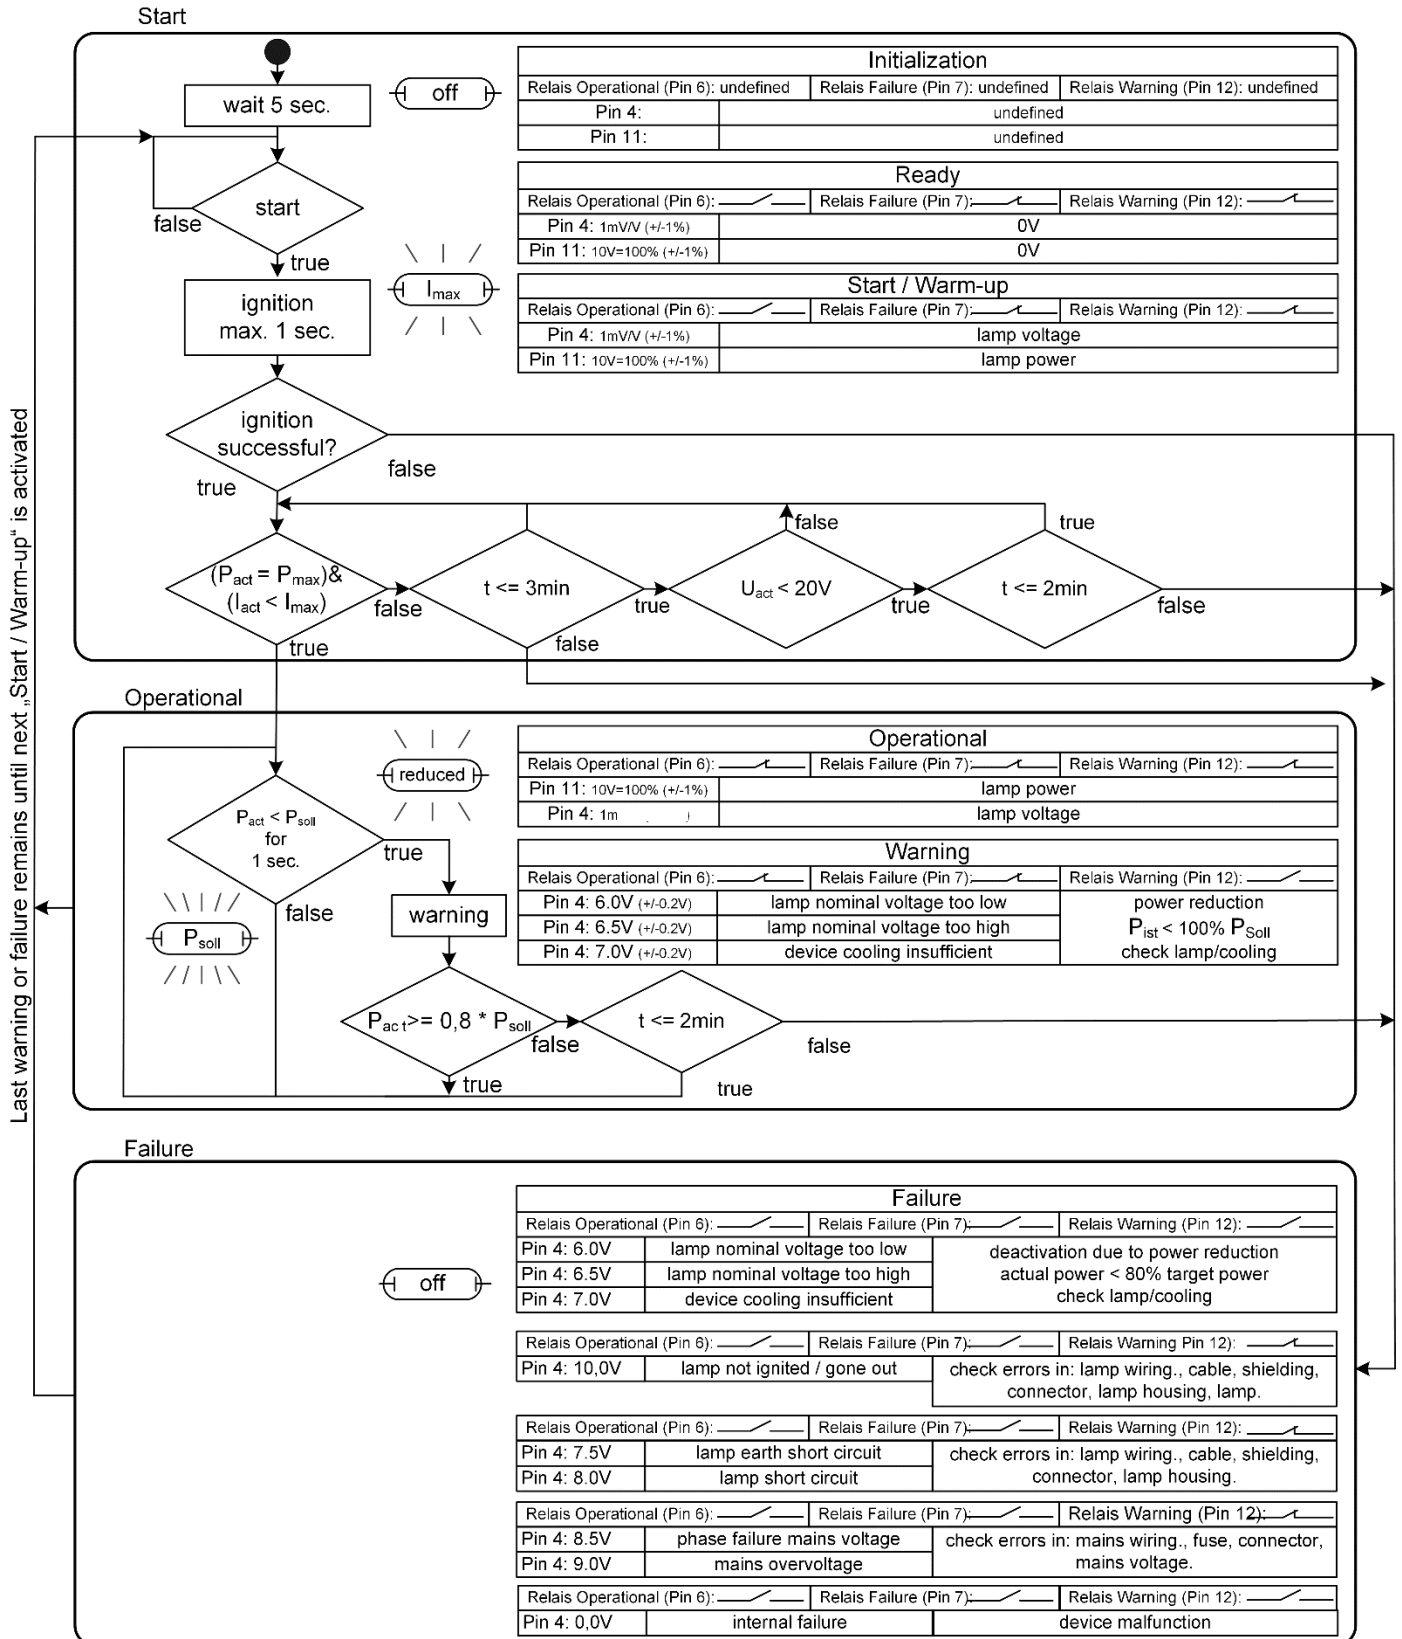 Start
wait 5 sec.
off
start
false
true
ignition
max. 1 sec.
Imax
ignition
successful?
false
true
(Pact = Pmax)&
(Iact < Imax)
false
true
t <= 3min
true
false
Uact < 20V
false
true
t <= 2min
true
false
Initialization
Relais Operational (Pin 6): undefined Relais Failure (Pin 7): undefined Relais Warning (Pin 12): undefined
Pin 4: undefined
Pin 11: undefined
Ready
Relais Operational (Pin 6): Relais Failure (Pin 7): Relais Warning (Pin 12):
Pin 4: 1mV/V (+/-1%) 0V
Pin 11: 10V=100% (+/-1%) 0V
Start / Warm-up
Relais Operational (Pin 6): Relais Failure (Pin 7): Relais Warning (Pin 12):
Pin 4: 1mV/V (+/-1%) lamp voltage
Pin 11: 10V=100% (+/-1%) lamp power
Last warning or failure remains until next „Start / Warm-up“ is activated
Operational
Pact < Psoll
for
1 sec.
true
false
reduced
Psoll
warning
Pact>= 0,8 * Psoll
false
true
t <= 2min
false
true
Operational
Relais Operational (Pin 6): Relais Failure (Pin 7): Relais Warning (Pin 12):
Pin 11: 10V=100% (+/-1%) lamp power
Pin 4: 1m ) lamp voltage
Warning
Relais Operational (Pin 6): Relais Failure (Pin 7): Relais Warning (Pin 12):
Pin 4: 6.0V (+/-0.2V) lamp nominal voltage too low power reduction
Pin 4: 6.5V (+/-0.2V) lamp nominal voltage too high Pist < 100% PSoll
Pin 4: 7.0V (+/-0.2V) device cooling insufficient check lamp/cooling
Failure
off
Failure
Relais Operational (Pin 6): Relais Failure (Pin 7): Relais Warning (Pin 12):
Pin 4: 6.0V lamp nominal voltage too low deactivation due to power reduction
Pin 4: 6.5V lamp nominal voltage too high actual power < 80% target power
Pin 4: 7.0V device cooling insufficient check lamp/cooling
Relais Operational (Pin 6): Relais Failure (Pin 7): Relais Warning Pin 12):
Pin 4: 10,0V lamp not ignited / gone out check errors in: lamp wiring., cable, shielding,
connector, lamp housing, lamp.
Relais Operational (Pin 6): Relais Failure (Pin 7): Relais Warning (Pin 12):
Pin 4: 7.5V lamp earth short circuit check errors in: lamp wiring., cable, shielding,
Pin 4: 8.0V lamp short circuit connector, lamp housing.
Relais Operational (Pin 6): Relais Failure (Pin 7): Relais Warning (Pin 12):
Pin 4: 8.5V phase failure mains voltage check errors in: mains wiring., fuse, connector,
Pin 4: 9.0V mains overvoltage mains voltage.
Relais Operational (Pin 6): Relais Failure (Pin 7): Relais Warning (Pin 12):
Pin 4: 0,0V internal failure device malfunction